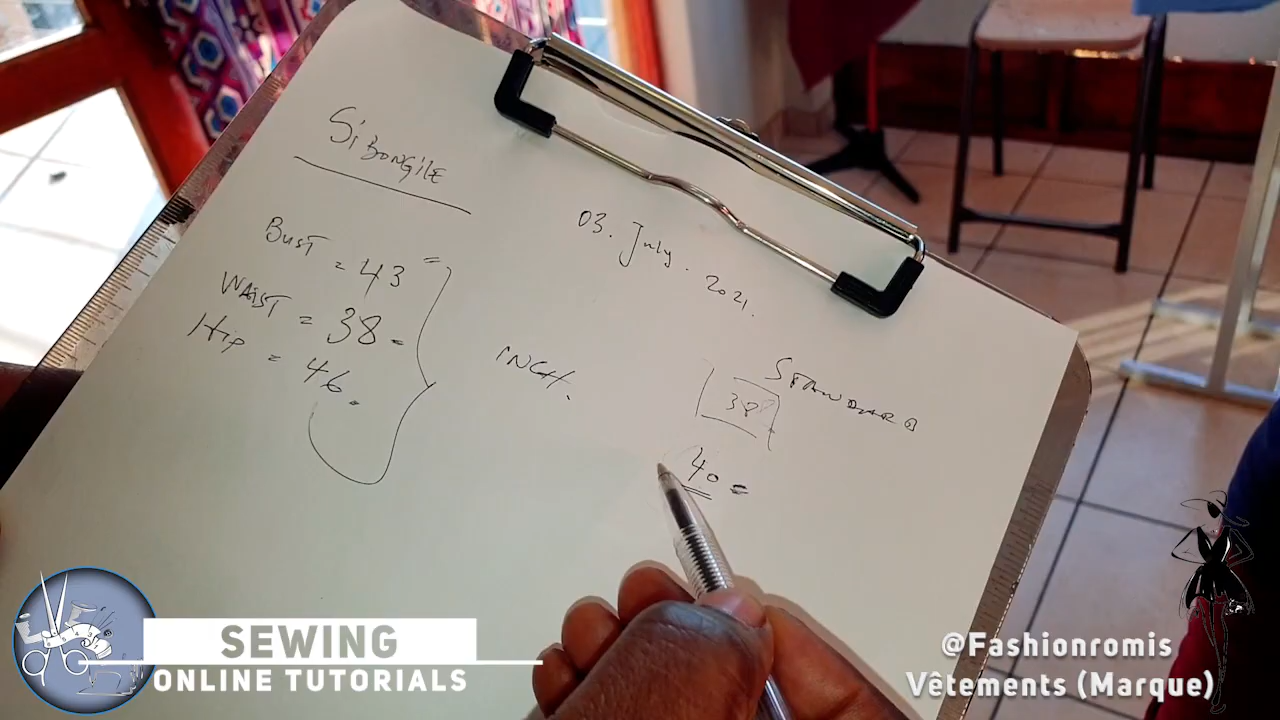 SiBONGILE
03. July. 2021.
BUST = 43
WAIST = 38
Hip = 46.
INCH.
STANDARD
38
40 =
SEWING
ONLINE TUTORIALS
@Fashionromis
Vêtements (Marque)